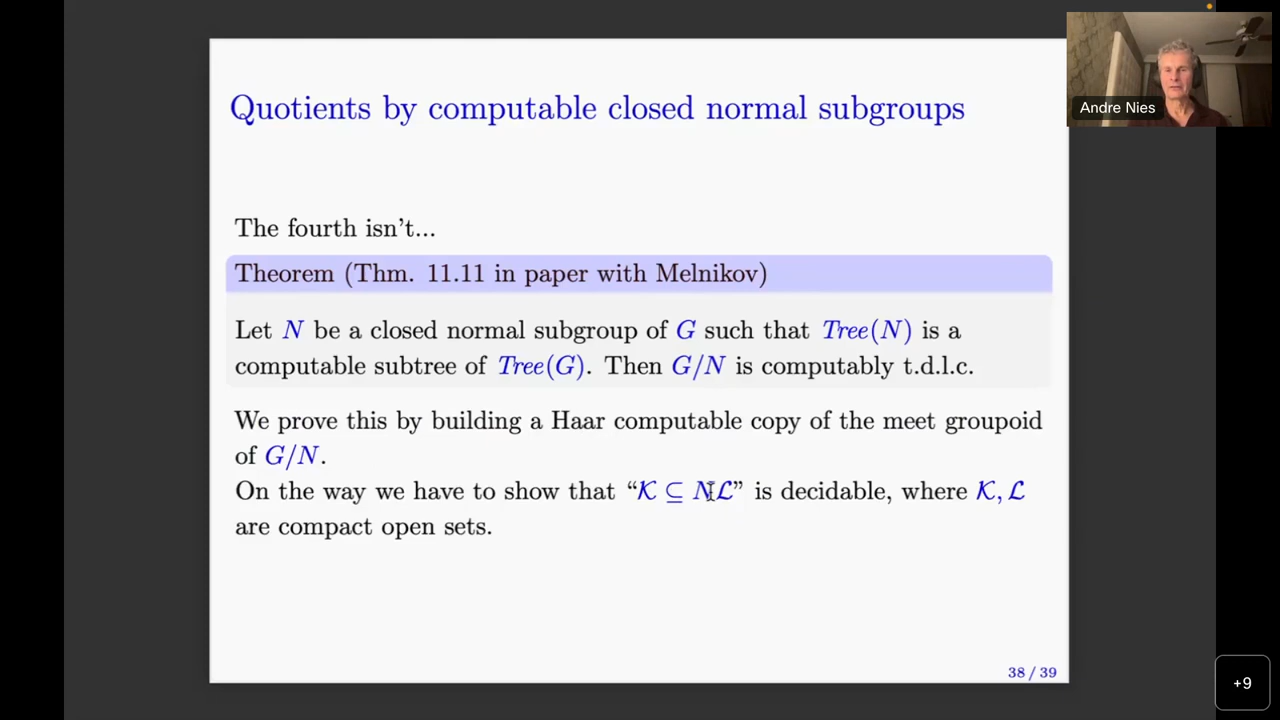 Quotients by computable closed normal subgroups
Andre Nies
The fourth isn't...
Theorem (Thm. 11.11 in paper with Melnikov)
Let N be a closed normal subgroup of G such that Tree(N) is a
computable subtree of Tree(G). Then G/N is computably t.d.l.c.
We prove this by building a Haar computable copy of the meet groupoid
of G/N.
On the way we have to show that “𝒦 ⊆ Nℒ” is decidable, where 𝒦, ℒ
are compact open sets.
38 / 39
+9